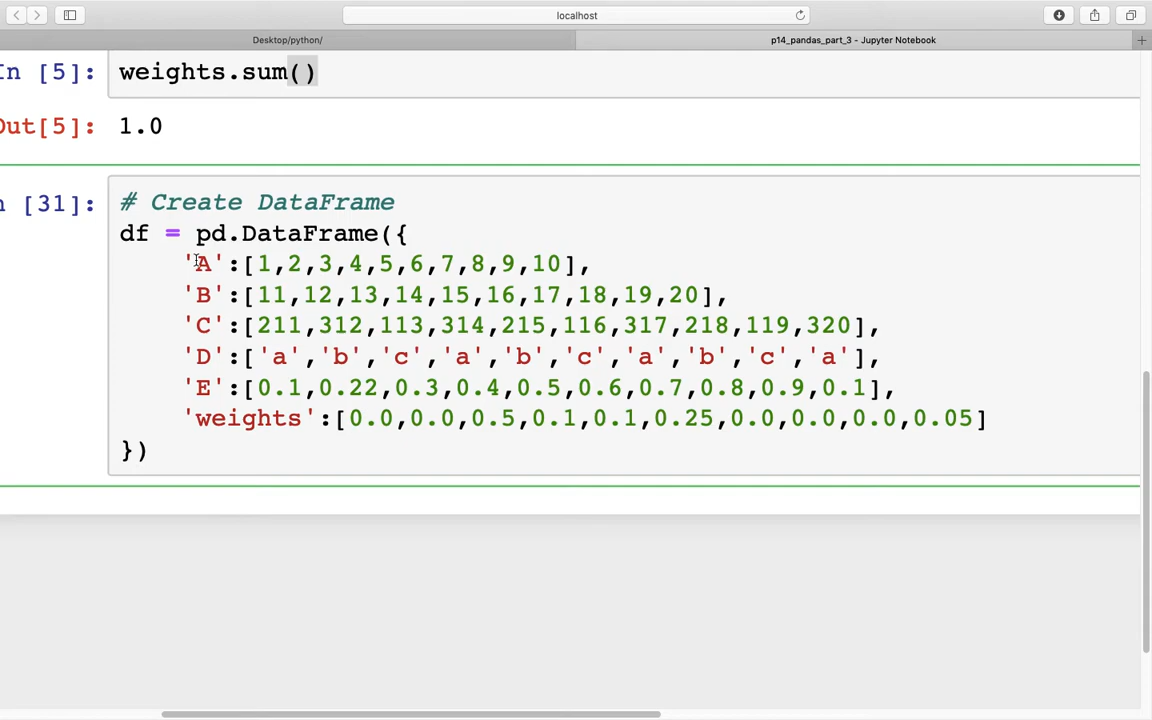 localhost
Desktop/python/
p14_pandas_part_3 - Jupyter Notebook
In [5]: weights.sum()
Out[5]: 1.0
n [31]: # Create DataFrame
df = pd.DataFrame({
'A':[1,2,3,4,5,6,7,8,9,10],
'B':[11,12,13,14,15,16,17,18,19,20],
'C':[211,312,113,314,215,116,317,218,119,320],
'D':['a','b','c','a','b','c','a','b','c','a'],
'E':[0.1,0.22,0.3,0.4,0.5,0.6,0.7,0.8,0.9,0.1],
'weights':[0.0,0.0,0.5,0.1,0.1,0.25,0.0,0.0,0.0,0.05]
})